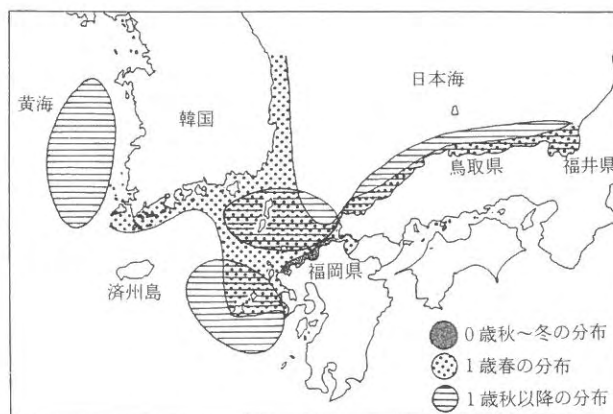 黄海
韓国
日本海
鳥取県
福井県
福岡県
済州島
0歳秋～冬の分布
1歳春の分布
1歳秋以降の分布